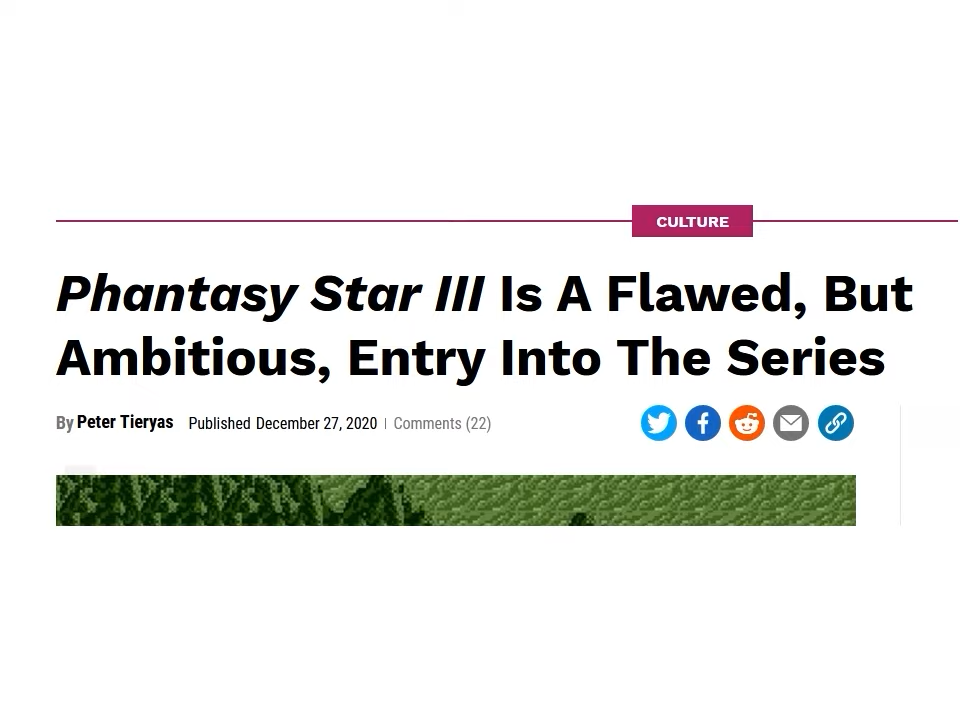 CULTURE
Phantasy Star III Is A Flawed, But
Ambitious, Entry Into The Series
By Peter Tieryas Published December 27, 2020 | Comments (22)